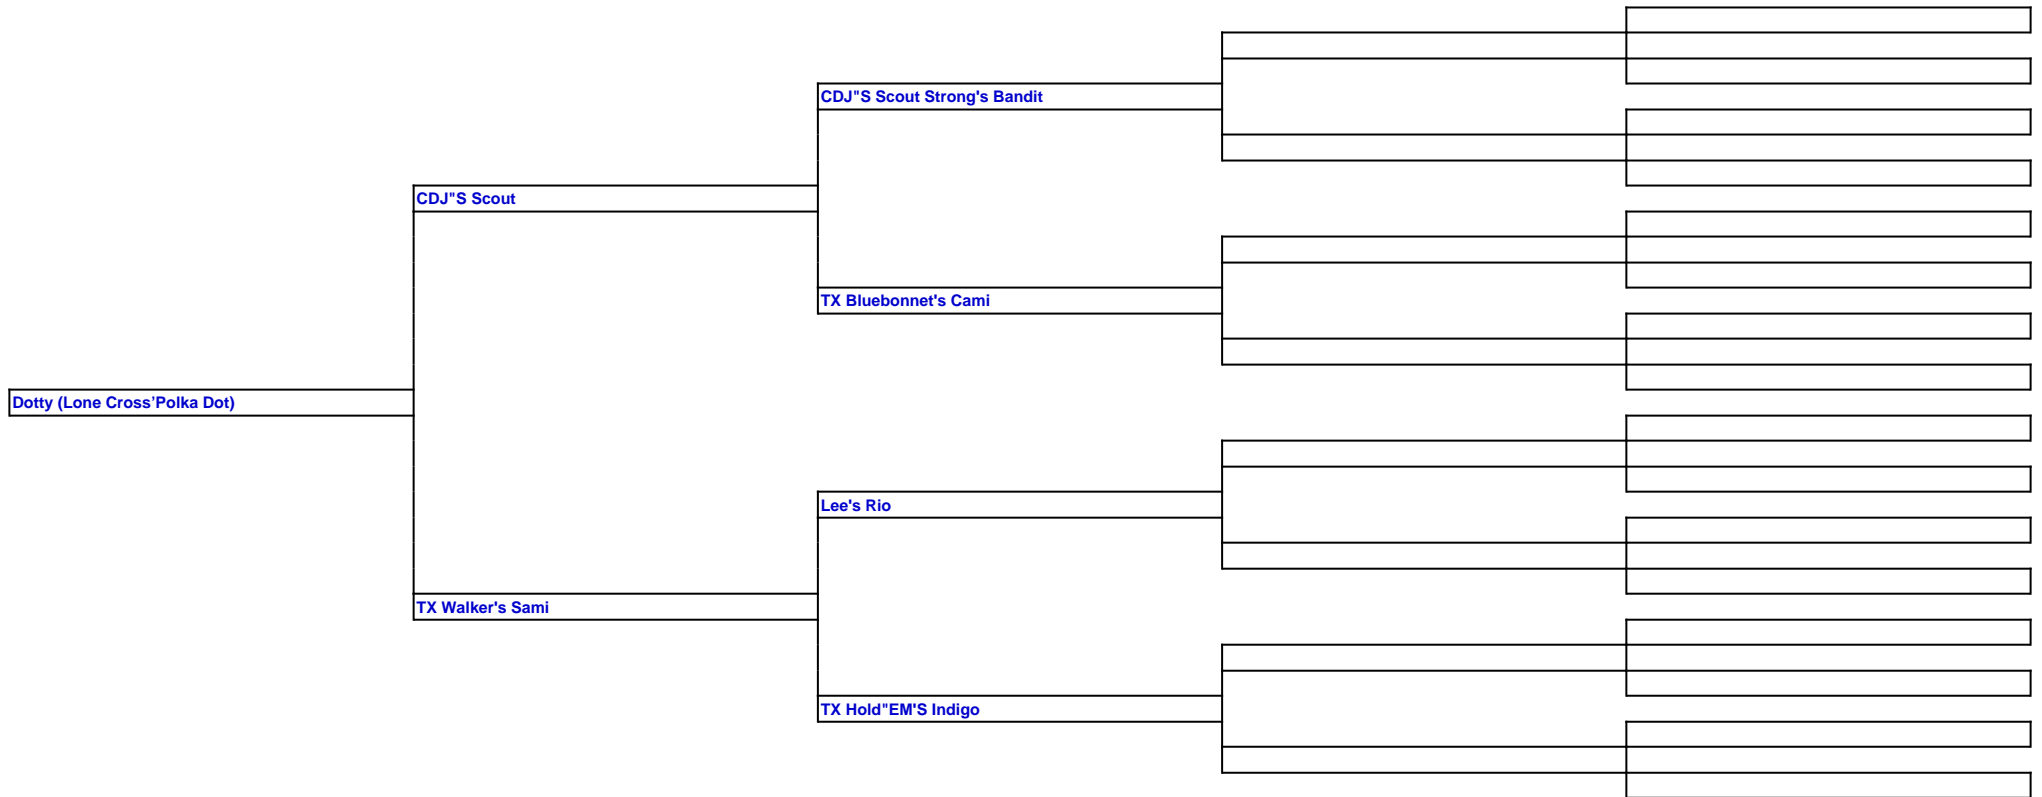 CDJ"S Scout Strong's Bandit
CDJ"S Scout
TX Bluebonnet's Cami
Dotty (Lone Cross’Polka Dot)
Lee's Rio
TX Walker's Sami
TX Hold"EM'S Indigo